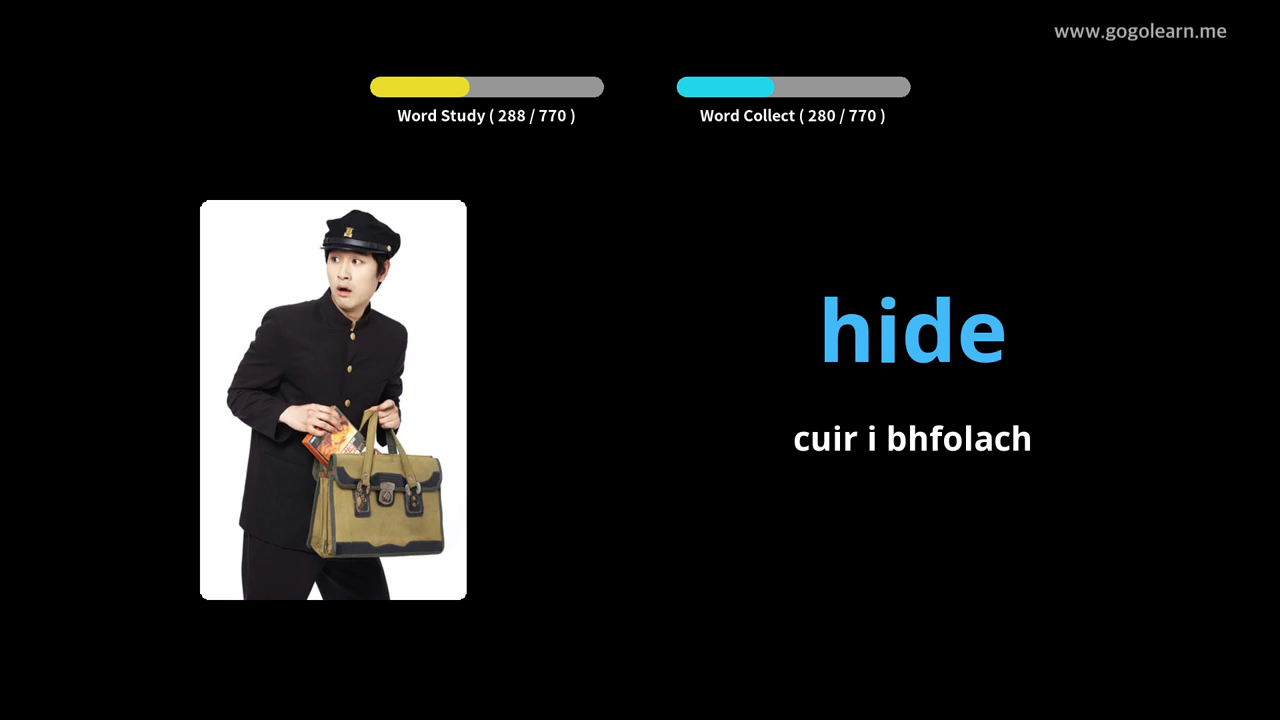 www.gogolearn.me
Word Study ( 288 / 770 )
Word Collect ( 280 / 770 )
hide
cuir i bhfolach